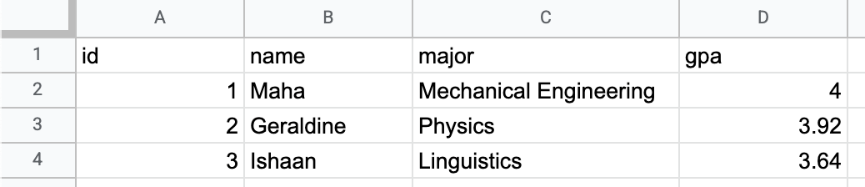 A B C D
1 id name major gpa
2 1 Maha Mechanical Engineering 4
3 2 Geraldine Physics 3.92
4 3 Ishaan Linguistics 3.64